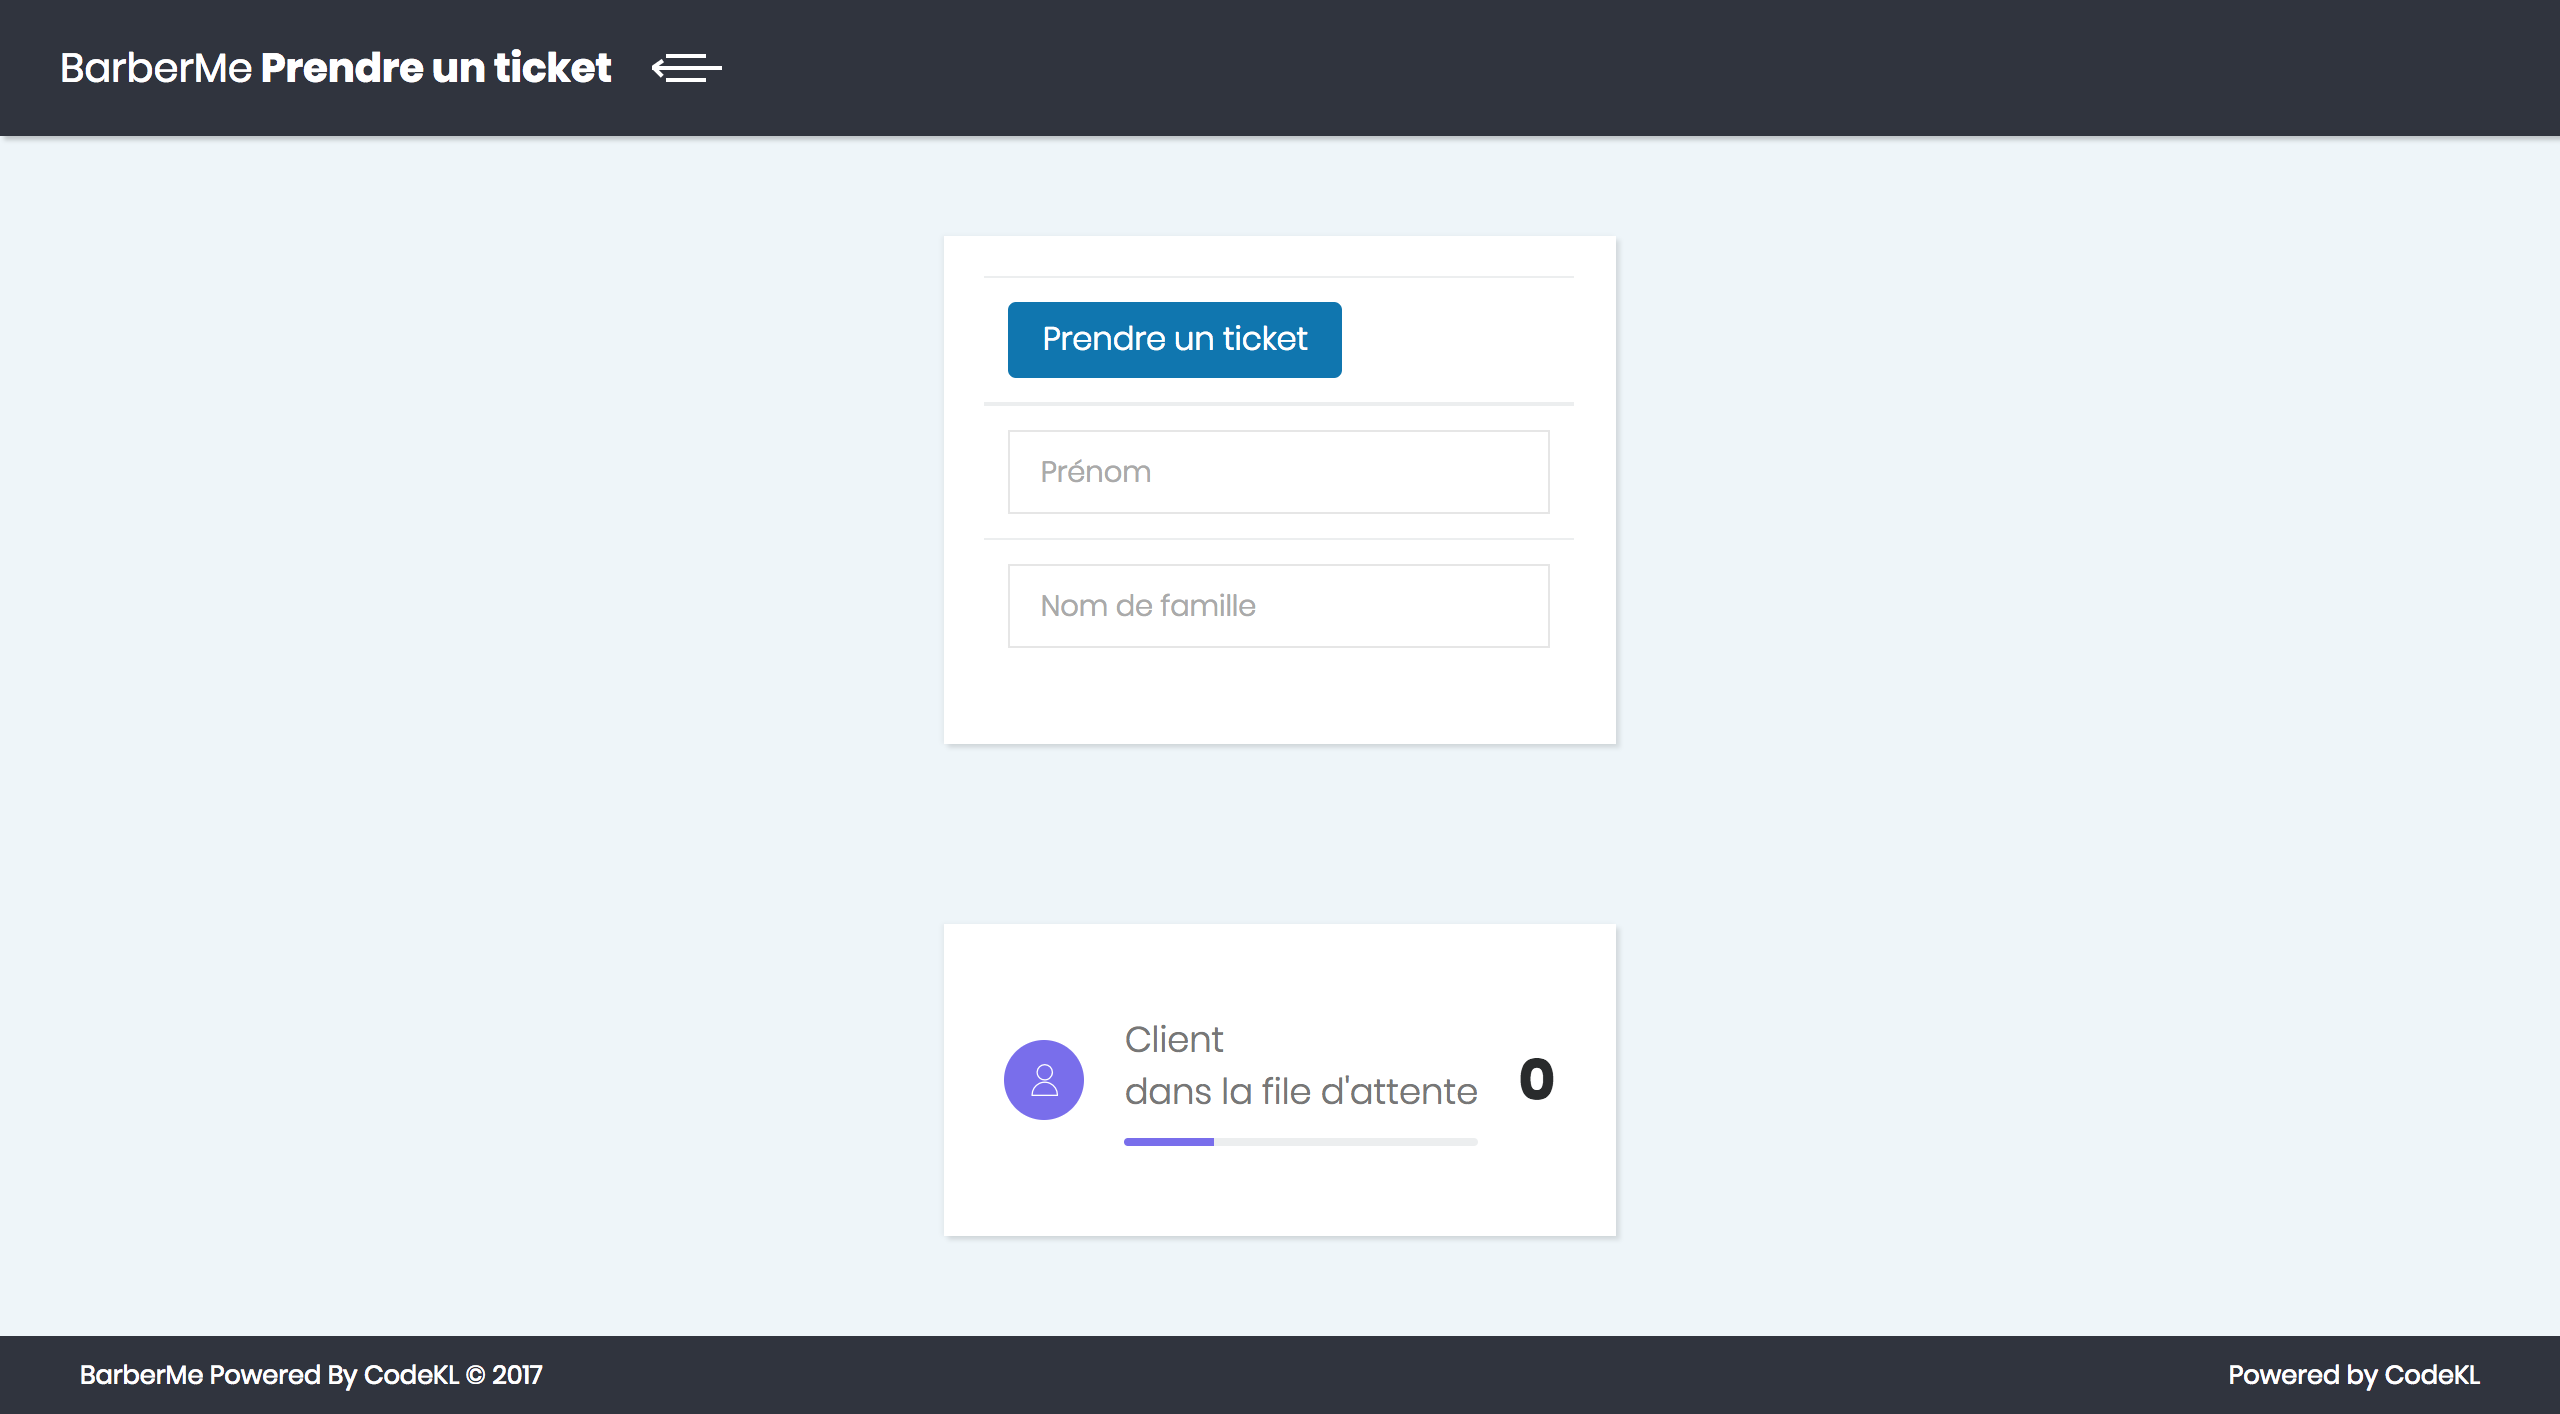 BarberMe Prendre un ticket
Prendre un ticket
Prénom
Nom de famille
Client
dans la file d'attente
0
BarberMe Powered By CodeKL © 2017
Powered by CodeKL